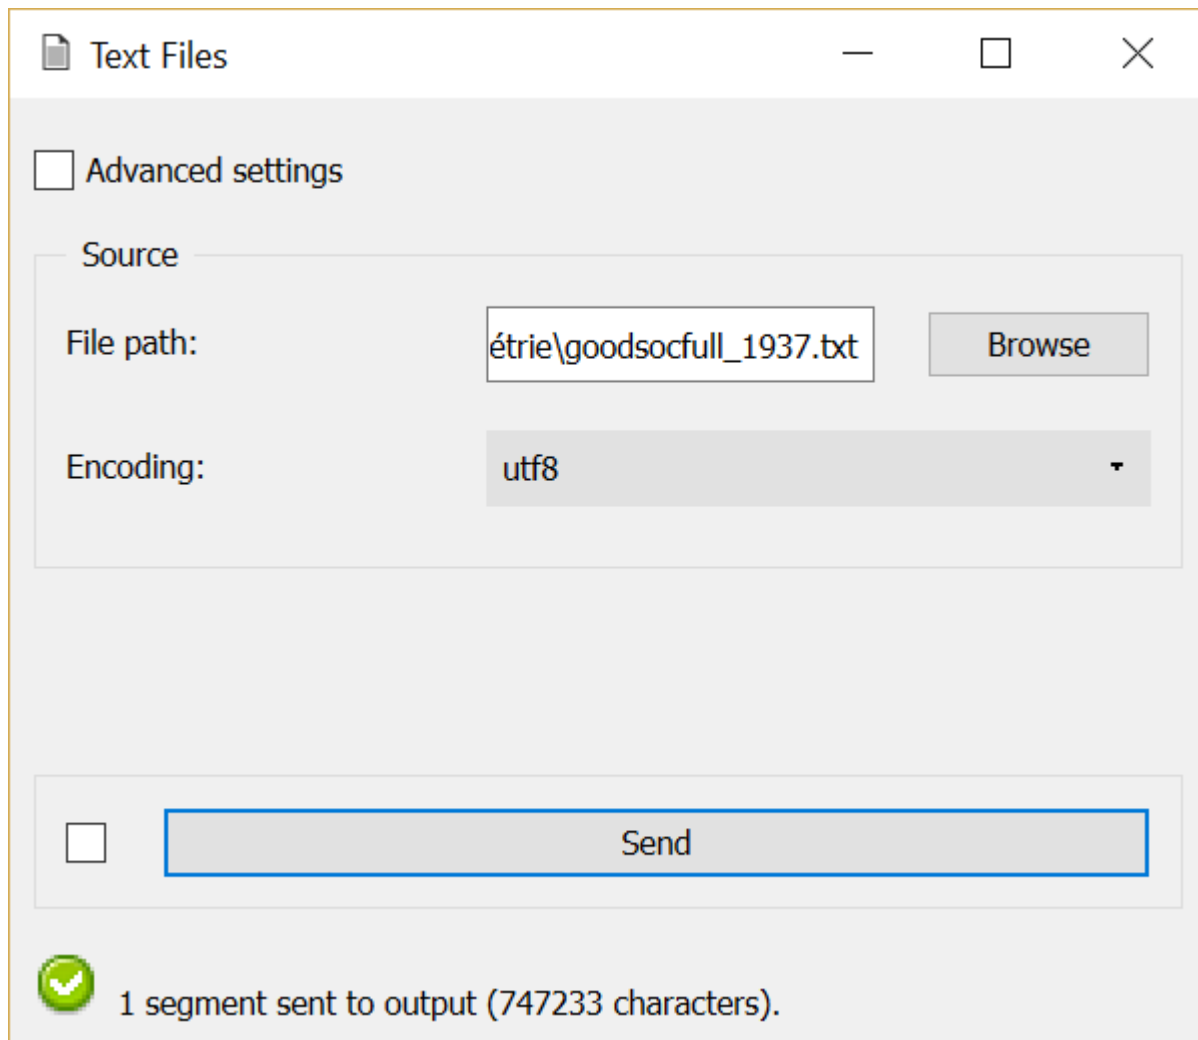 Text Files
Advanced settings
Source
File path: étrie\goodsocfull_1937.txt Browse
Encoding: utf8
Send
1 segment sent to output (747233 characters).